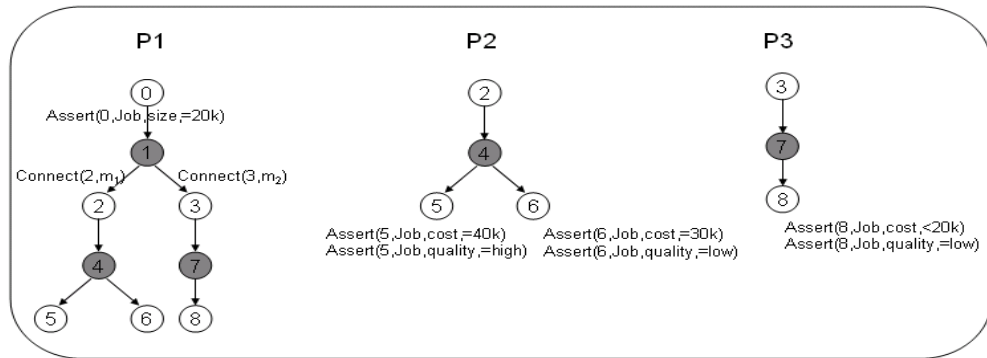 P1 P2 P3
0 2 3
Assert(0,Job,size,=20k)
1 4 7
Connect(2,m₁) Connect(3,m₂)
2 3 5 6 8
Assert(5,Job,cost,=40k) Assert(6,Job,cost,=30k) Assert(8,Job,cost,<20k)
Assert(5,Job,quality,=high) Assert(6,Job,quality,=low) Assert(8,Job,quality,=low)
4 7
5 6 8